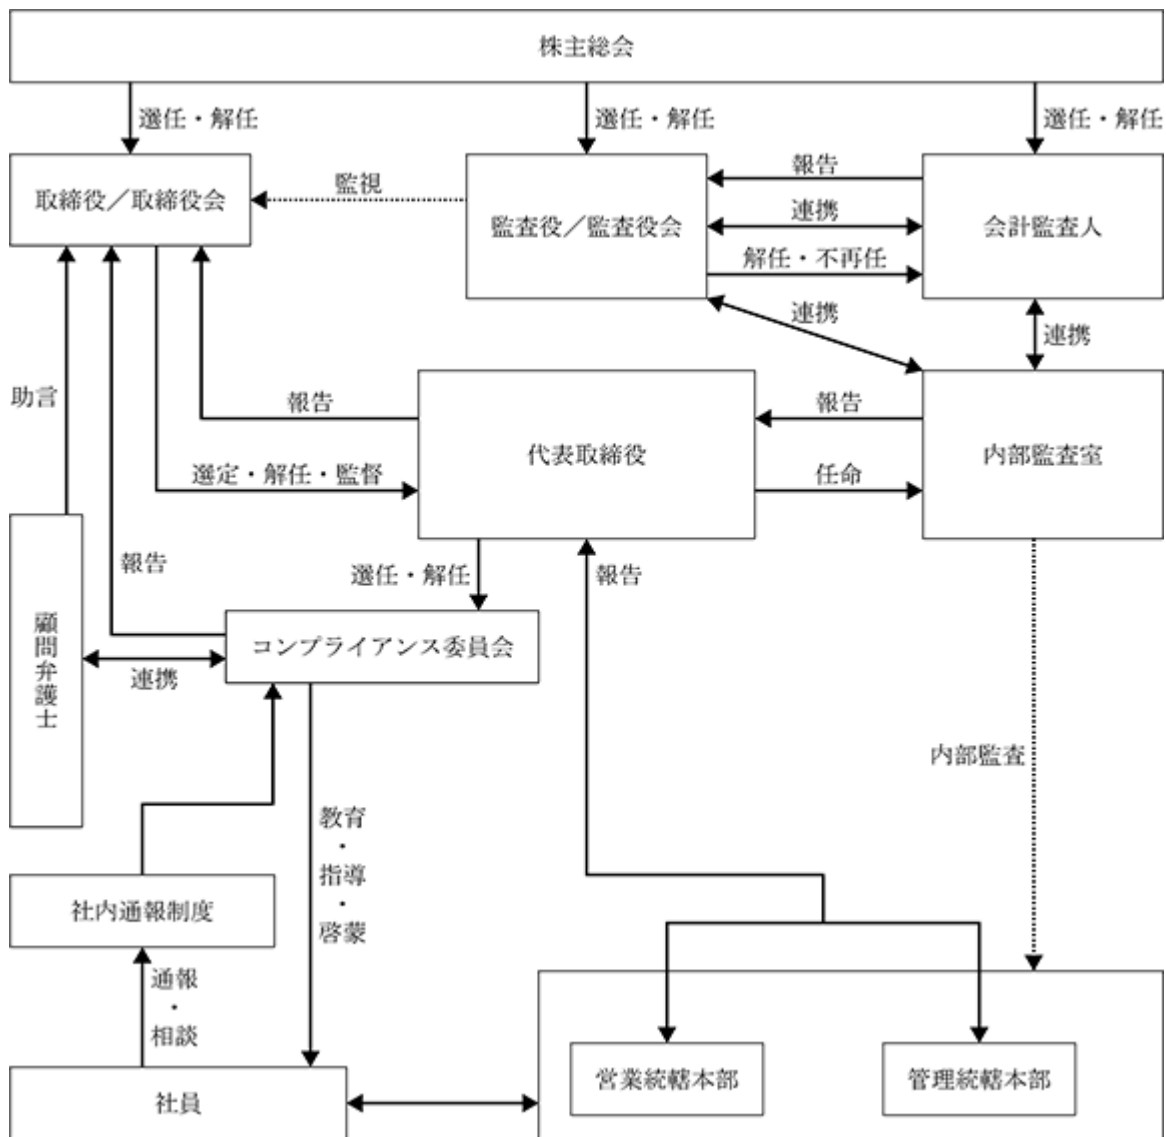 株主総会
選任・解任
選任・解任
選任・解任
取締役／取締役会
監視
監査役／監査役会
報告
連携
解任・不再任
会計監査人
連携
連携
助言
報告
選定・解任・監督
代表取締役
報告
任命
内部監査室
報告
選任・解任
報告
顧問弁護士
連携
コンプライアンス委員会
内部監査
教育・指導・啓蒙
社内通報制度
通報・相談
社員
営業統轄本部
管理統轄本部